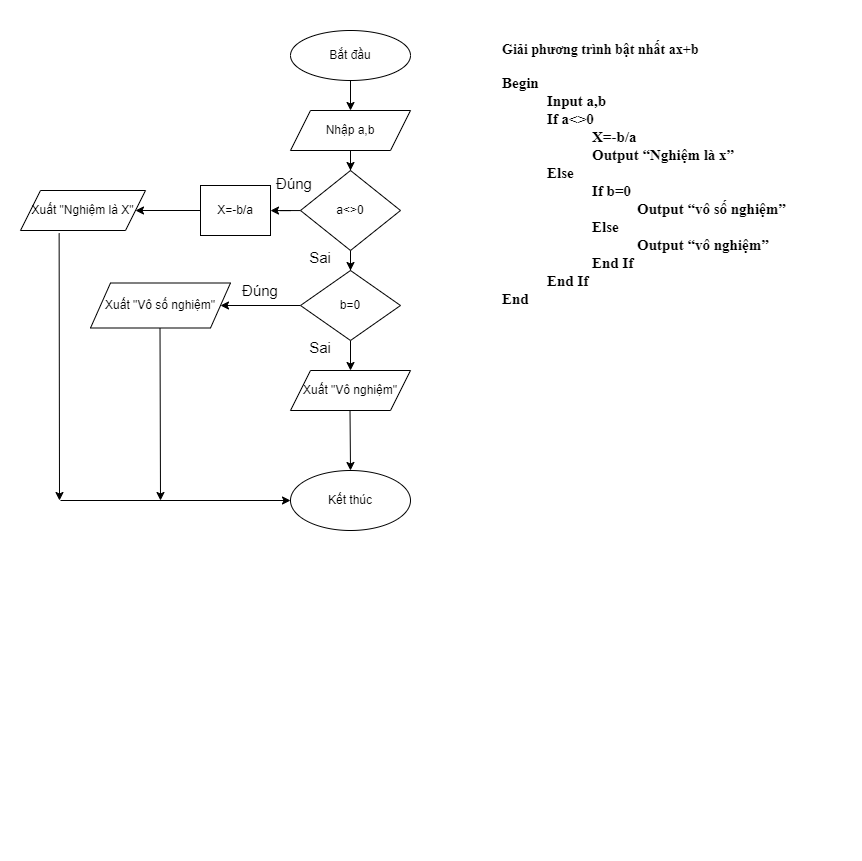 Bắt đầu
Nhập a,b
a<>0
Đúng
X=-b/a
Xuất "Nghiệm là X"
Sai
b=0
Đúng
Xuất "Vô số nghiệm"
Sai
Xuất "Vô nghiệm"
Kết thúc
Giải phương trình bật nhất ax+b
Begin
Input a,b
If a<>0
X=-b/a
Output “Nghiệm là x”
Else
If b=0
Output “vô số nghiệm”
Else
Output “vô nghiệm”
End If
End If
End